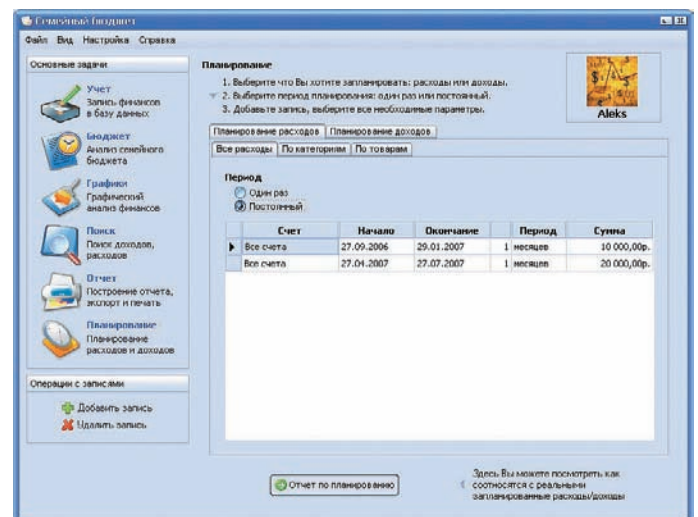 Семейный бюджет
Файл Вид Настройка Справка
Основные задачи
Учет
Запись финансов
в базу данных
Бюджет
Анализ семейного
бюджета
Графики
Графический
анализ финансов
Поиск
Поиск доходов,
расходов
Отчет
Построение отчета,
экспорт и печать
Планирование
Планирование
расходов и доходов
Операции с записями
Добавить запись
Удалить запись
Планирование
1. Выберите что Вы хотите запланировать: расходы или доходы.
2. Выберите период планирования: один раз или постоянный.
3. Добавьте запись, выберите все необходимые параметры.
Aleks
Планирование расходов Планирование доходов
Все расходы По категориям По товарам
Период
Один раз
Постоянный
Счет Начало Окончание Период Сумма
Все счета 27.09.2006 29.01.2007 1 месяцев 10 000,00р.
Все счета 27.04.2007 27.07.2007 1 месяцев 20 000,00р.
Отчет по планированию
Здесь Вы можете посмотреть как
соотносятся с реальными
запланированные расходы/доходы